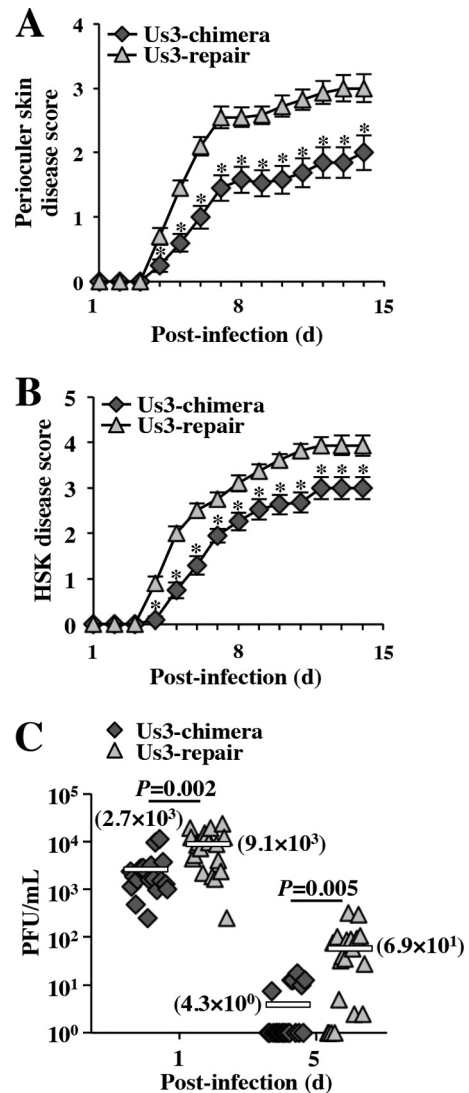 A
Us3-chimera
Us3-repair
4
3
2
1
0
Perioculer skin
disease score
* * * * * * * * * * *
1 8 15
Post-infection (d)
B
Us3-chimera
Us3-repair
5
4
3
2
1
0
HSK disease score
* * * * * * * * * * *
1 8 15
Post-infection (d)
C
Us3-chimera
Us3-repair
10⁵
10⁴
10³
10²
10¹
10⁰
PFU/mL
P=0.002
(2.7×10³)
(9.1×10³)
P=0.005
(4.3×10⁰)
(6.9×10¹)
1 5
Post-infection (d)